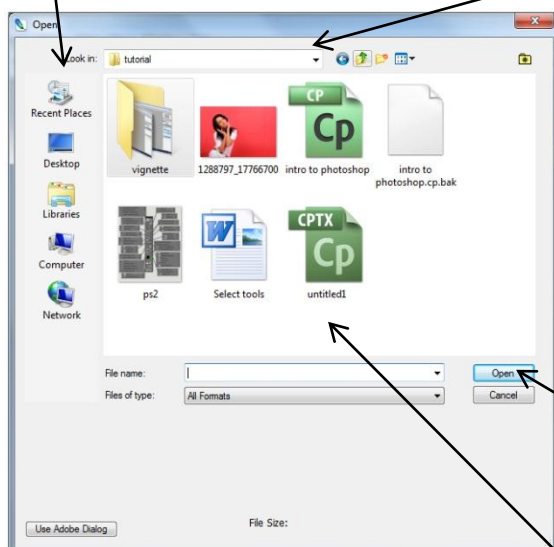 Open
Look in:
tutorial
Recent Places
Desktop
Libraries
Computer
Network
CP
Cp
vignette
1288797_17766700
intro to photoshop
intro to
photoshop.cp.bak
W
CPTX
Cp
ps2
Select tools
untitled1
File name:
Open
Files of type:
All Formats
Cancel
Use Adobe Dialog
File Size: